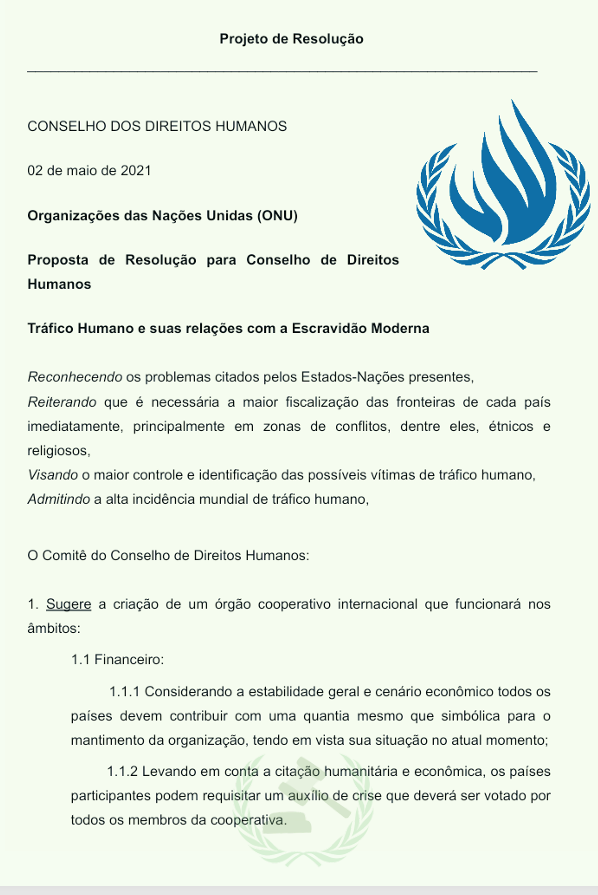 Projeto de Resolução
CONSELHO DOS DIREITOS HUMANOS
02 de maio de 2021
Organizações das Nações Unidas (ONU)
Proposta de Resolução para Conselho de Direitos
Humanos
Tráfico Humano e suas relações com a Escravidão Moderna
Reconhecendo os problemas citados pelos Estados-Nações presentes,
Reiterando que é necessária a maior fiscalização das fronteiras de cada país
imediatamente, principalmente em zonas de conflitos, dentre eles, étnicos e
religiosos,
Visando o maior controle e identificação das possíveis vítimas de tráfico humano,
Admitindo a alta incidência mundial de tráfico humano,
O Comitê do Conselho de Direitos Humanos:
1. Sugere a criação de um órgão cooperativo internacional que funcionará nos
âmbitos:
1.1 Financeiro:
1.1.1 Considerando a estabilidade geral e cenário econômico todos os
países devem contribuir com uma quantia mesmo que simbólica para o
mantimento da organização, tendo em vista sua situação no atual momento;
1.1.2 Levando em conta a citação humanitária e econômica, os países
participantes podem requisitar um auxílio de crise que deverá ser votado por
todos os membros da cooperativa.